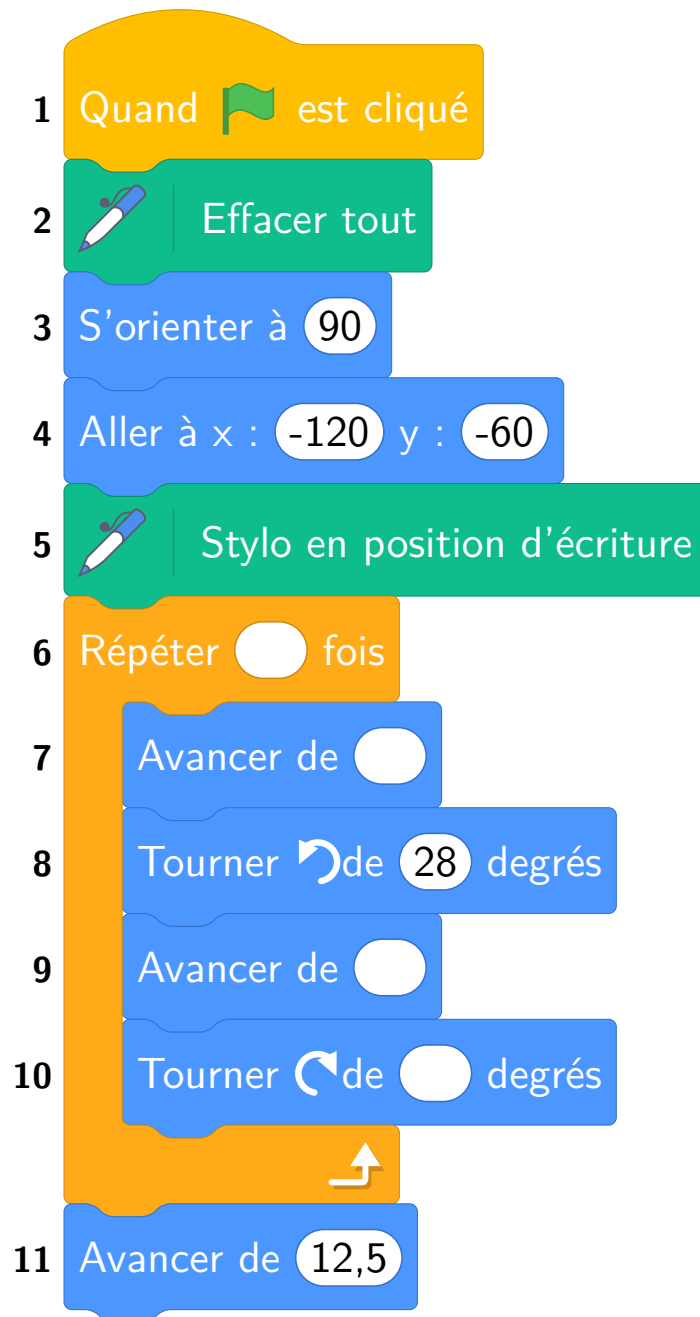 1 Quand est cliqué
2 Effacer tout
3 S'orienter à 90
4 Aller à x : -120 y : -60
5 Stylo en position d'écriture
6 Répéter fois
7 Avancer de
8 Tourner de 28 degrés
9 Avancer de
10 Tourner de degrés
11 Avancer de 12,5